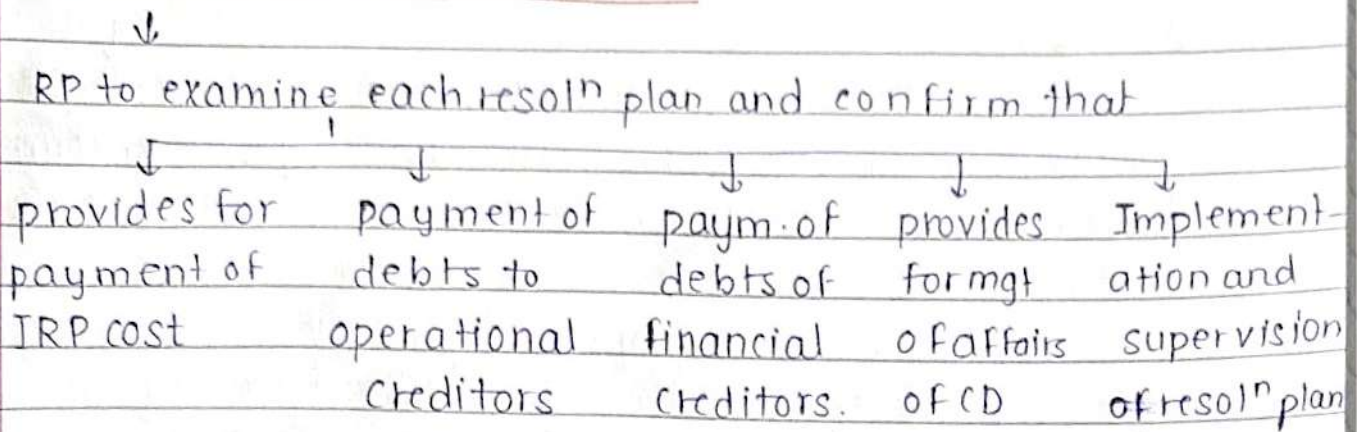 RP to examine each resolⁿ plan and confirm that
provides for
payment of
IRP cost
payment of
debts to
operational
creditors
paym. of
debts of
financial
creditors.
provides
for mgt
of affairs
of CD
Implement-
ation and
supervision
of resolⁿ plan